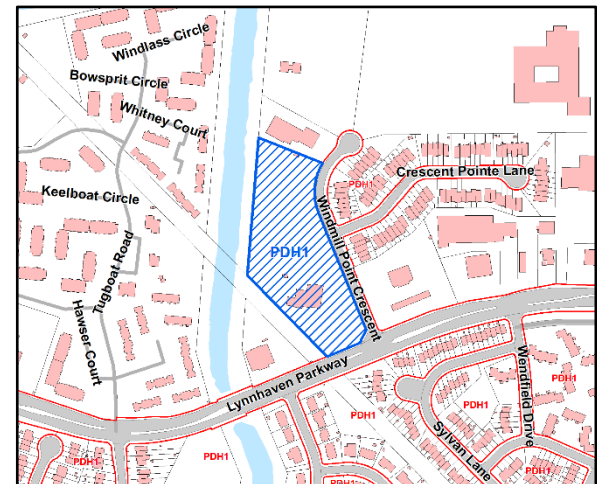 Windlass Circle
Bowsprit Circle
Whitney Court
Keelboat Circle
Tugboat Road
Hawser Court
PDH1
Crescent Pointe Lane
PDH1
Windmill Point Crescent
Lynnhaven Parkway
Wendfield Drive
PDH1
PDH1
PDH1
Sylvan Lane
PDH1
PDH1
PDH1
PDH1